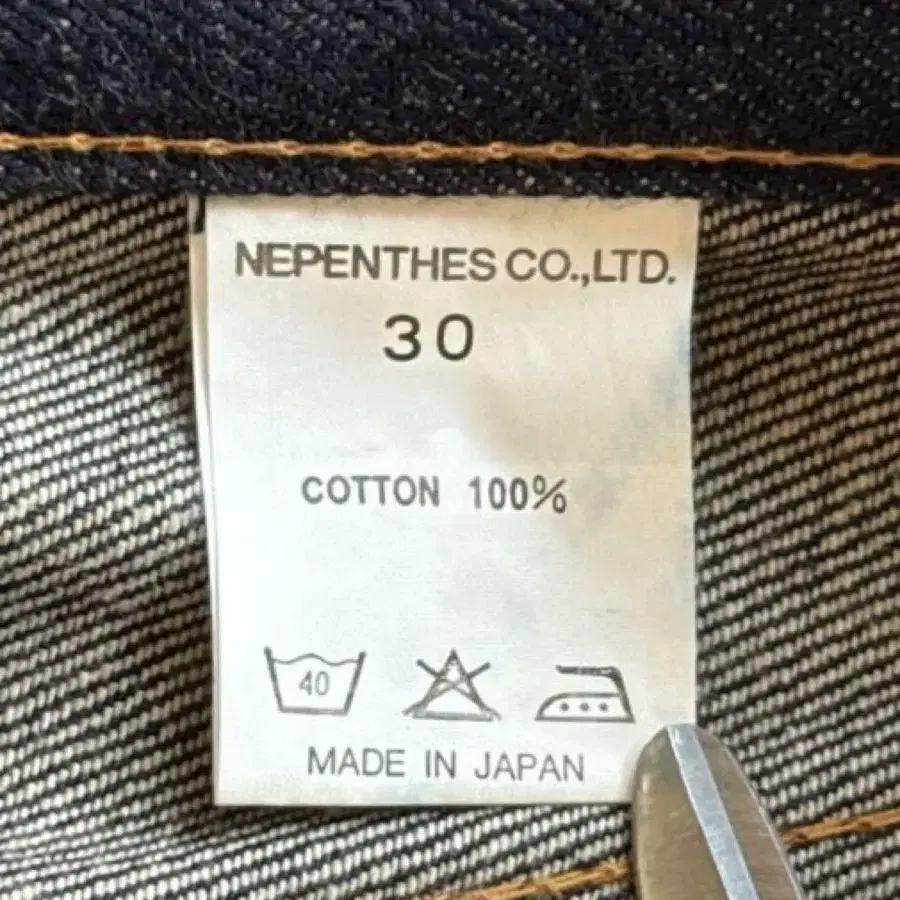 NEPENTHES CO.,LTD.
30
COTTON 100%
40
MADE IN JAPAN